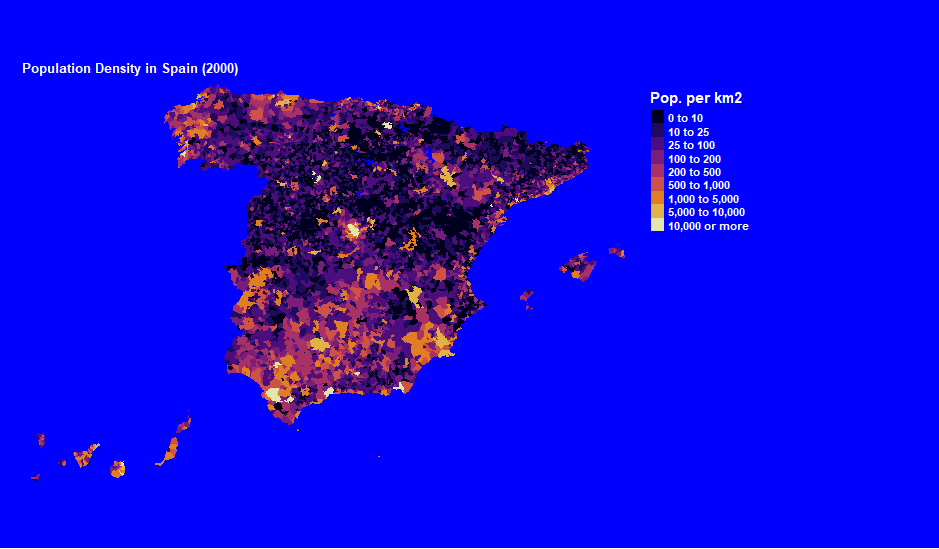 Population Density in Spain (2000)
Pop. per km2
0 to 10
10 to 25
25 to 100
100 to 200
200 to 500
500 to 1,000
1,000 to 5,000
5,000 to 10,000
10,000 or more